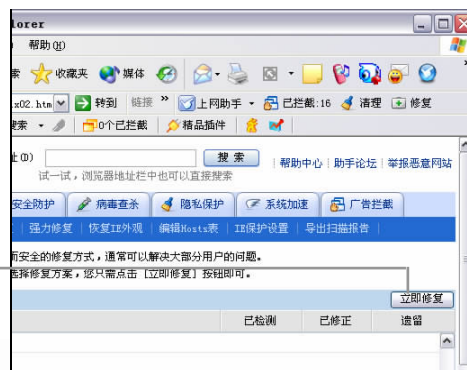 lorer
帮助(H)
索 收藏夹 媒体
x02.htm 转到 链接 » 上网助手 已拦截:16 清理 修复
搜索 0个已拦截 精品插件
址(D) 搜 索 帮助中心 助手论坛 举报恶意网站
试一试，浏览器地址栏中也可以直接搜索
安全防护 病毒查杀 隐私保护 系统加速 广告拦截
强力修复 | 恢复IE外观 | 编辑Hosts表 | IE保护设置 | 导出扫描报告 |
而安全的修复方式，通常可以解决大部分用户的问题。
选择修复方案，您只需点击 [立即修复] 按钮即可。
立即修复
已检测 已修正 遗留